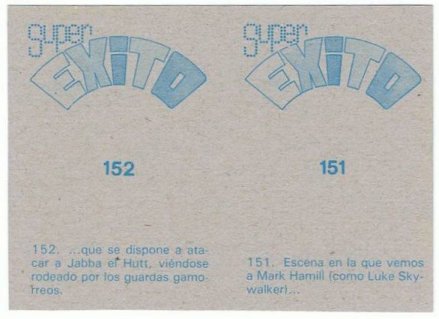 super
EXITO
152
152. ...que se dispone a ata-
car a Jabba el Hutt, viéndose
rodeado por los guardas gamo-
rreos.
super
EXITO
151
151. Escena en la que vemos
a Mark Hamill (como Luke Sky-
walker)...